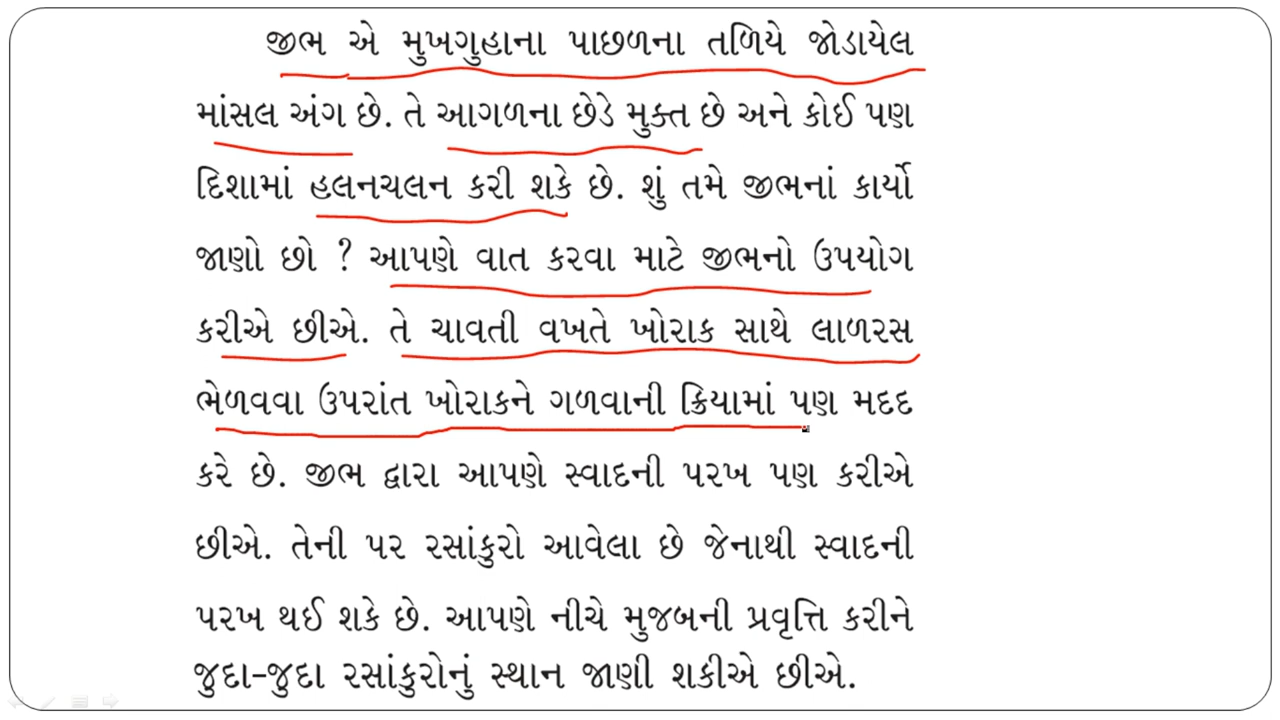 જીભ એ મુખગુહાના પાછળના તળિયે જોડાયેલ
માંસલ અંગ છે. તે આગળના છેડે મુક્ત છે અને કોઈ પણ
દિશામાં હલનચલન કરી શકે છે. શું તમે જીભનાં કાર્યો
જાણો છો ? આપણે વાત કરવા માટે જીભનો ઉપયોગ
કરીએ છીએ. તે ચાવતી વખતે ખોરાક સાથે લાળરસ
ભેળવવા ઉપરાંત ખોરાકને ગળવાની ક્રિયામાં પણ મદદ
કરે છે. જીભ દ્વારા આપણે સ્વાદની પરખ પણ કરીએ
છીએ. તેની પર રસાંકુરો આવેલા છે જેનાથી સ્વાદની
પરખ થઈ શકે છે. આપણે નીચે મુજબની પ્રવૃત્તિ કરીને
જુદા-જુદા રસાંકુરોનું સ્થાન જાણી શકીએ છીએ.